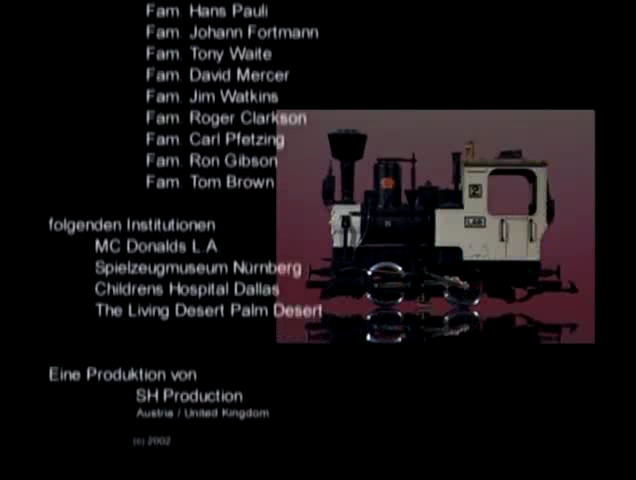 Fam. Hans Pauli
Fam. Johann Fortmann
Fam. Tony Waite
Fam. David Mercer
Fam. Jim Watkins
Fam. Roger Clarkson
Fam. Carl Pfetzing
Fam. Ron Gibson
Fam. Tom Brown
2
LGB
folgenden Institutionen
MC Donalds L.A.
Spielzeugmuseum Nürnberg
Childrens Hospital Dallas
The Living Desert Palm Desert
Eine Produktion von
SH Production
Austria / United Kingdom
(c) 2002